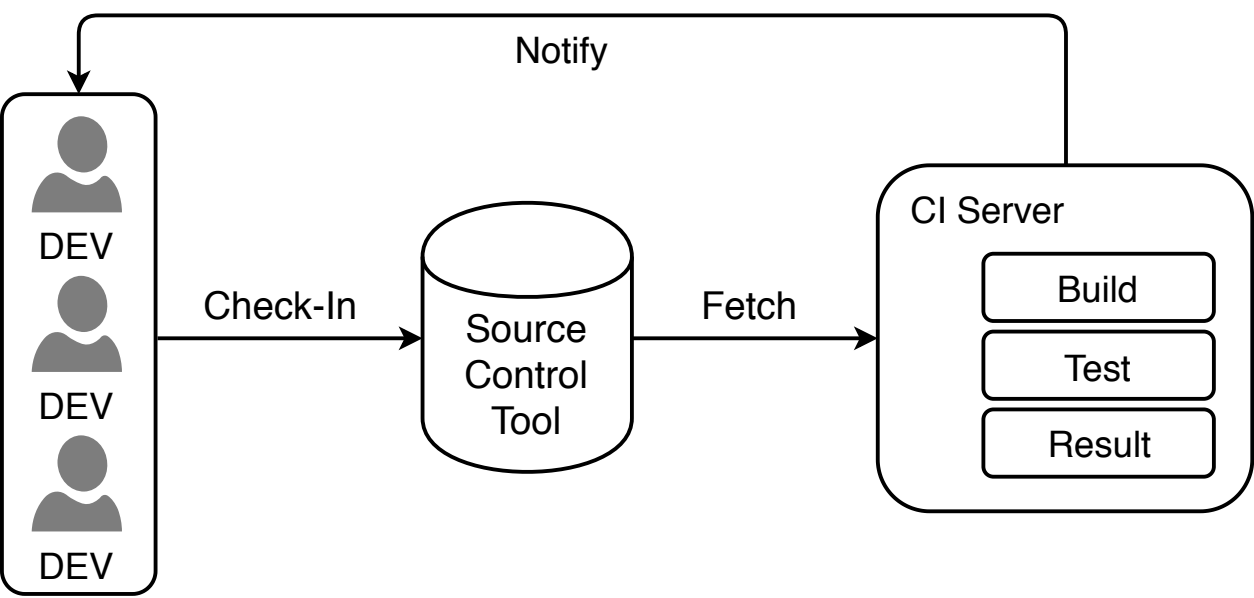 Notify
DEV
DEV
DEV
Check-In
Source
Control
Tool
Fetch
CI Server
Build
Test
Result